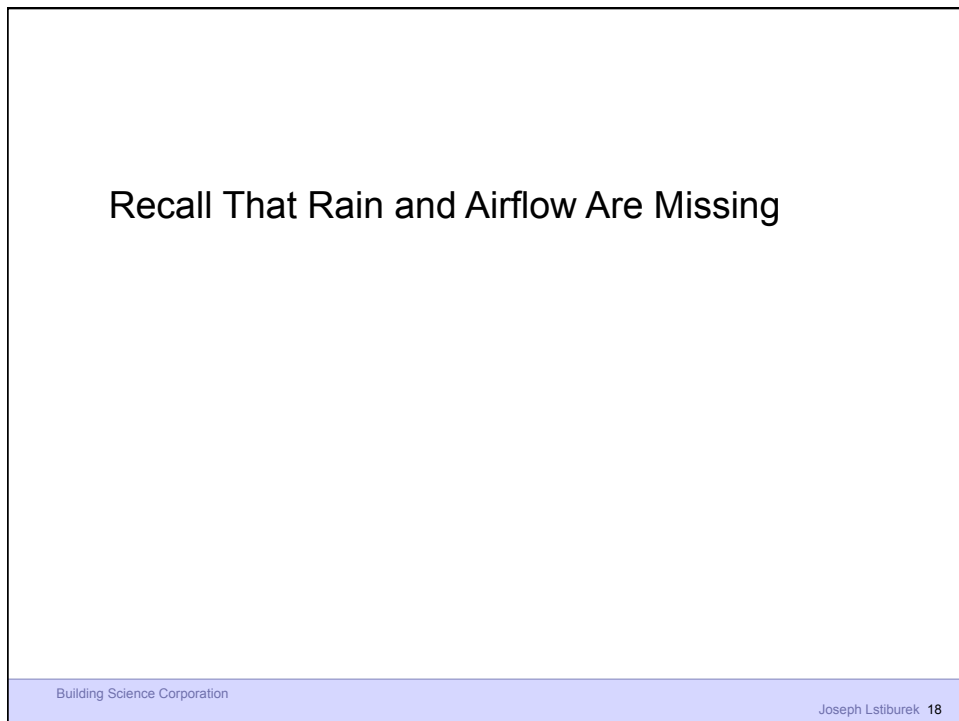 Recall That Rain and Airflow Are Missing
Building Science Corporation
Joseph Lstiburek 18